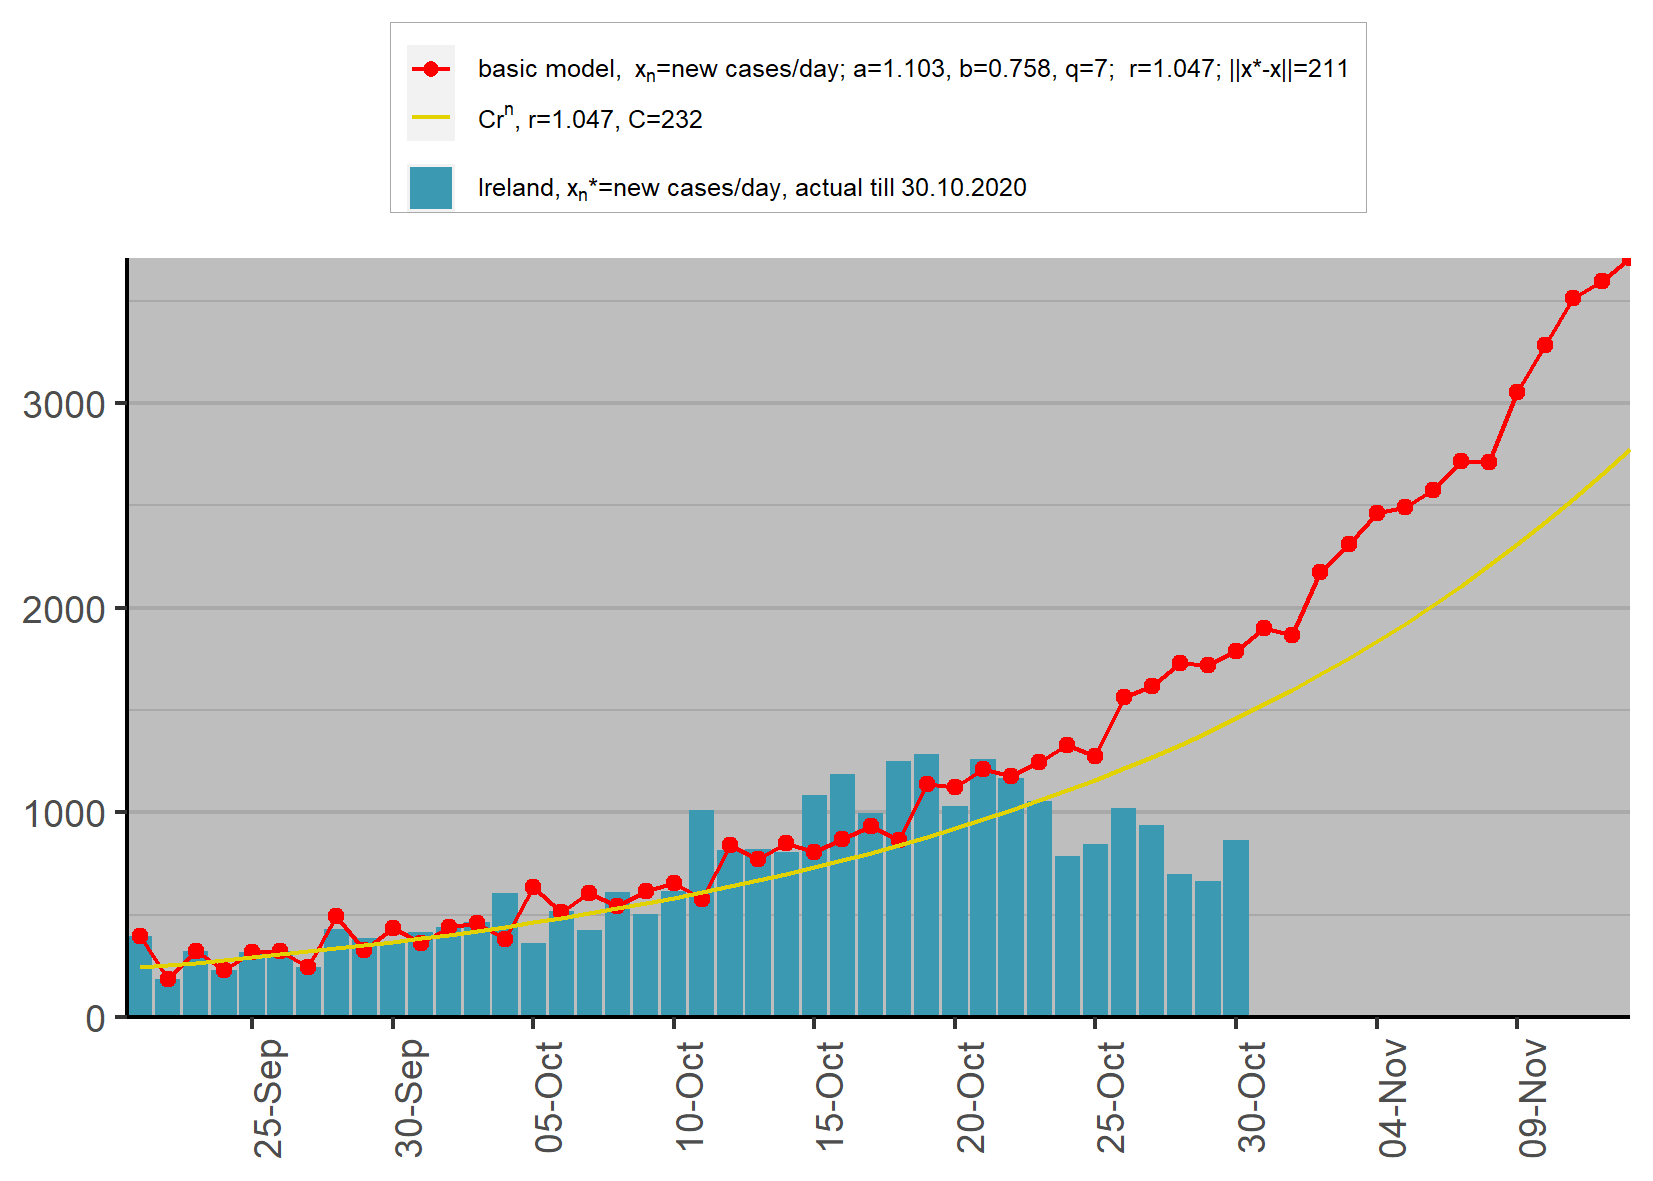 basic model, xn=new cases/day; a=1.103, b=0.758, q=7; r=1.047; ||x*-x||=211
Crn, r=1.047, C=232
Ireland, xn*=new cases/day, actual till 30.10.2020
3000
2000
1000
0
25-Sep
30-Sep
05-Oct
10-Oct
15-Oct
20-Oct
25-Oct
30-Oct
04-Nov
09-Nov